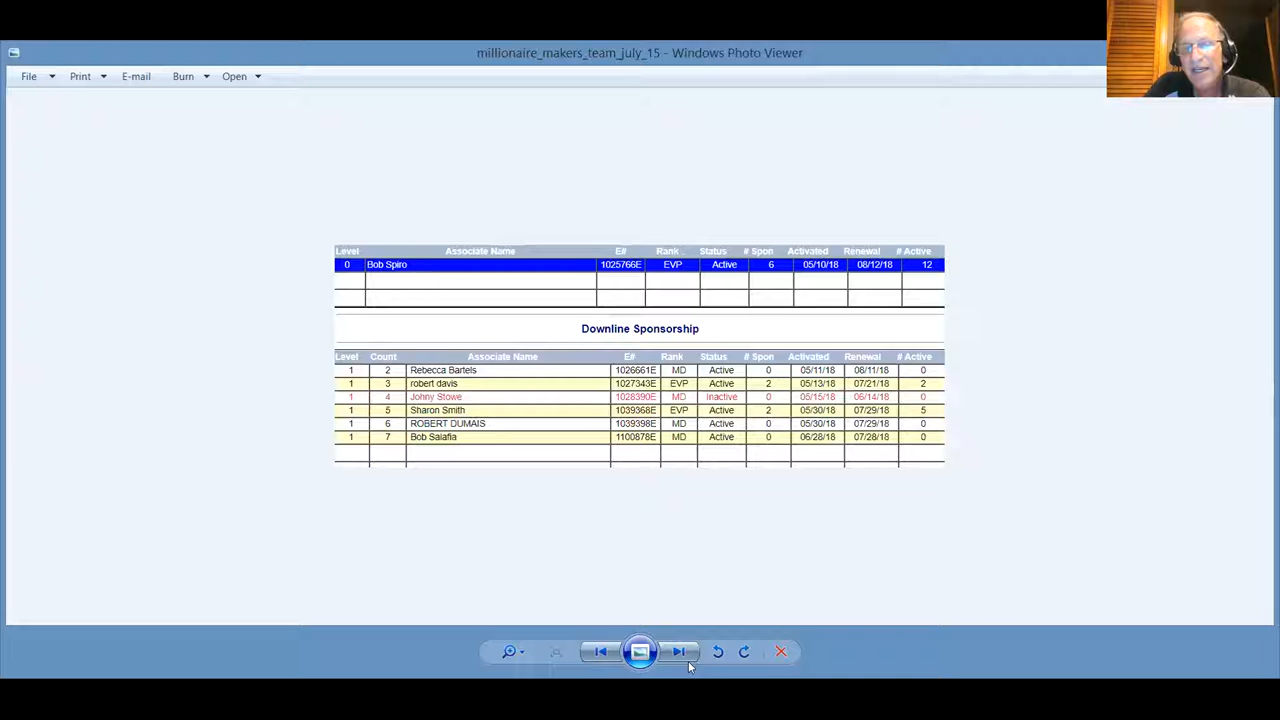 millionaire_makers_team_july_15 - Windows Photo Viewer
File Print E-mail Burn Open
Level Associate Name E# Rank Status # Spon Activated Renewal # Active
0 Bob Spiro 1025766E EVP Active 6 05/10/18 08/12/18 12
Downline Sponsorship
Level Count Associate Name E# Rank Status # Spon Activated Renewal # Active
1 2 Rebecca Bartels 1026661E MD Active 0 05/11/18 08/11/18 0
1 3 robert davis 1027343E EVP Active 2 05/13/18 07/21/18 2
1 4 Johny Stowe 1028390E MD Inactive 0 05/15/18 06/14/18 0
1 5 Sharon Smith 1039368E EVP Active 2 05/30/18 07/29/18 5
1 6 ROBERT DUMAIS 1039398E MD Active 0 05/30/18 07/29/18 0
1 7 Bob Salafia 1100878E MD Active 0 06/28/18 07/28/18 0